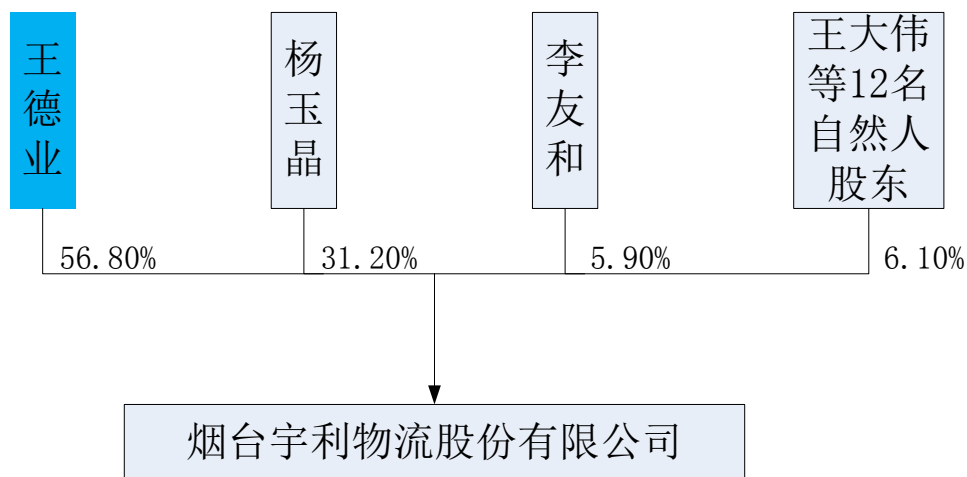 王德业
杨玉晶
李友和
王大伟
等12名
自然人
股东
56.80%
31.20%
5.90%
6.10%
烟台宇利物流股份有限公司